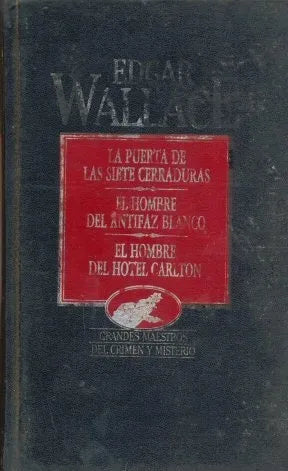 EDGAR
WALLACE
LA PUERTA DE
LAS SIETE CERRADURAS
EL HOMBRE
DEL ANTIFAZ BLANCO
EL HOMBRE
DEL HOTEL CARLTON
GRANDES MAESTROS
DEL CRIMEN Y MISTERIO